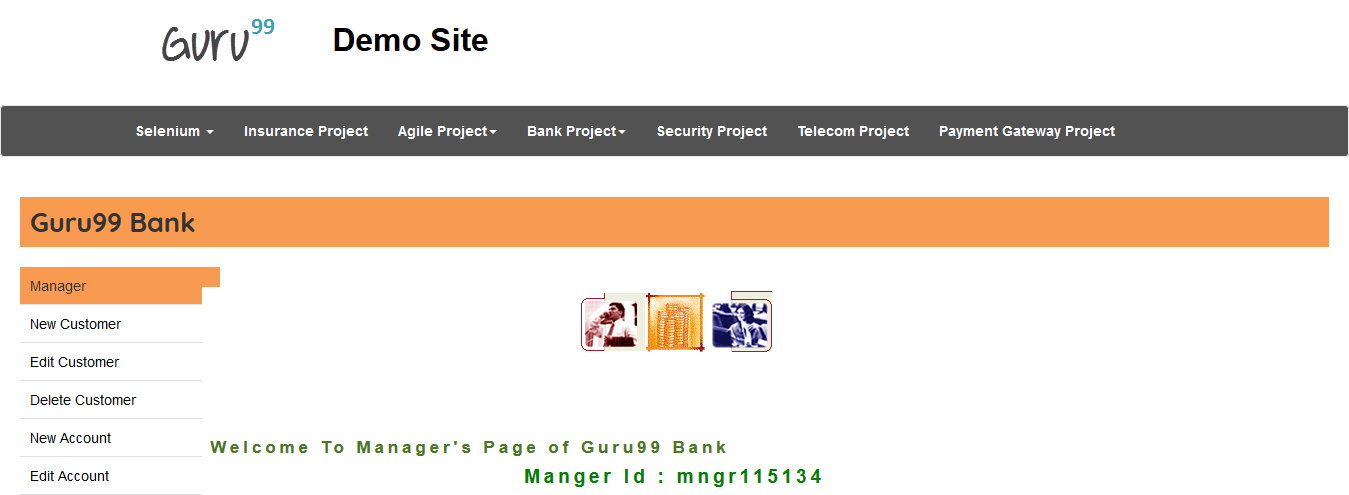 Guru99
Demo Site
Selenium Insurance Project Agile Project Bank Project Security Project Telecom Project Payment Gateway Project
Guru99 Bank
Manager
New Customer
Edit Customer
Delete Customer
New Account
Edit Account
Welcome To Manager's Page of Guru99 Bank
Manger Id : mngr115134